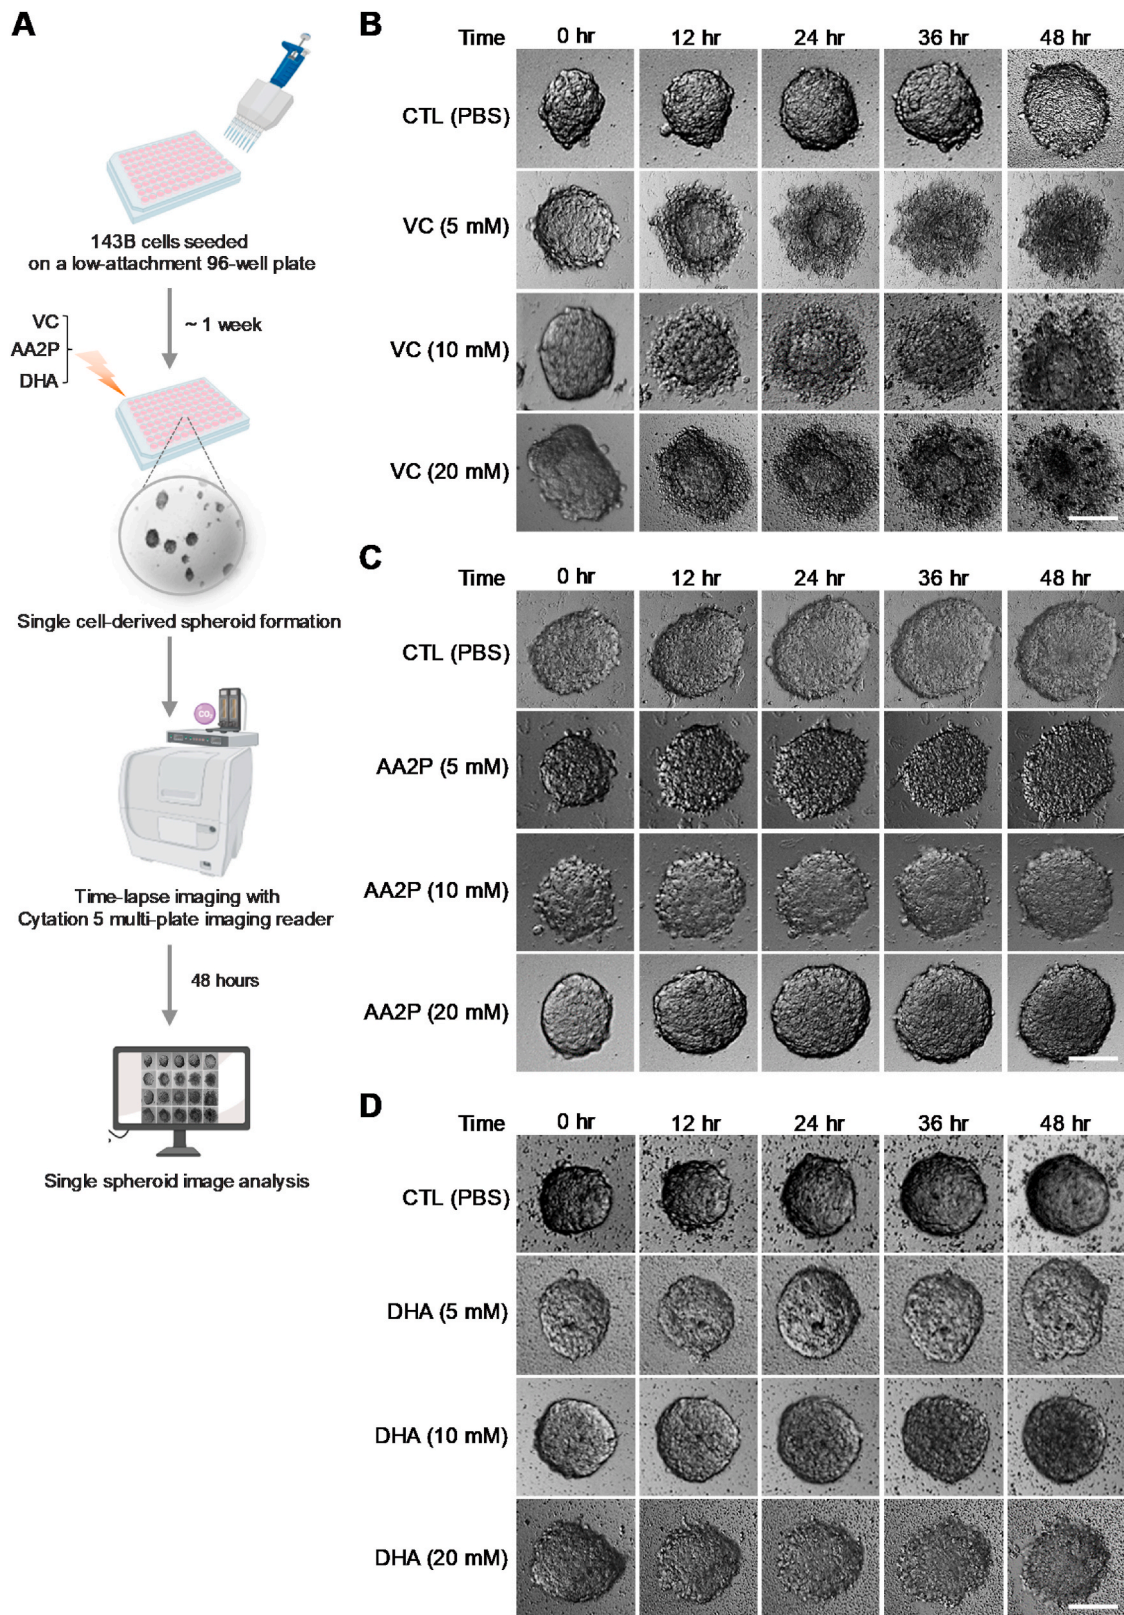 A
143B cells seeded
on a low-attachment 96-well plate
VC
AA2P
DHA
~ 1 week
Single cell-derived spheroid formation
CO₂
Time-lapse imaging with
Cytation 5 multi-plate imaging reader
48 hours
Single spheroid image analysis
B
Time 0 hr 12 hr 24 hr 36 hr 48 hr
CTL (PBS)
VC (5 mM)
VC (10 mM)
VC (20 mM)
C
Time 0 hr 12 hr 24 hr 36 hr 48 hr
CTL (PBS)
AA2P (5 mM)
AA2P (10 mM)
AA2P (20 mM)
D
Time 0 hr 12 hr 24 hr 36 hr 48 hr
CTL (PBS)
DHA (5 mM)
DHA (10 mM)
DHA (20 mM)